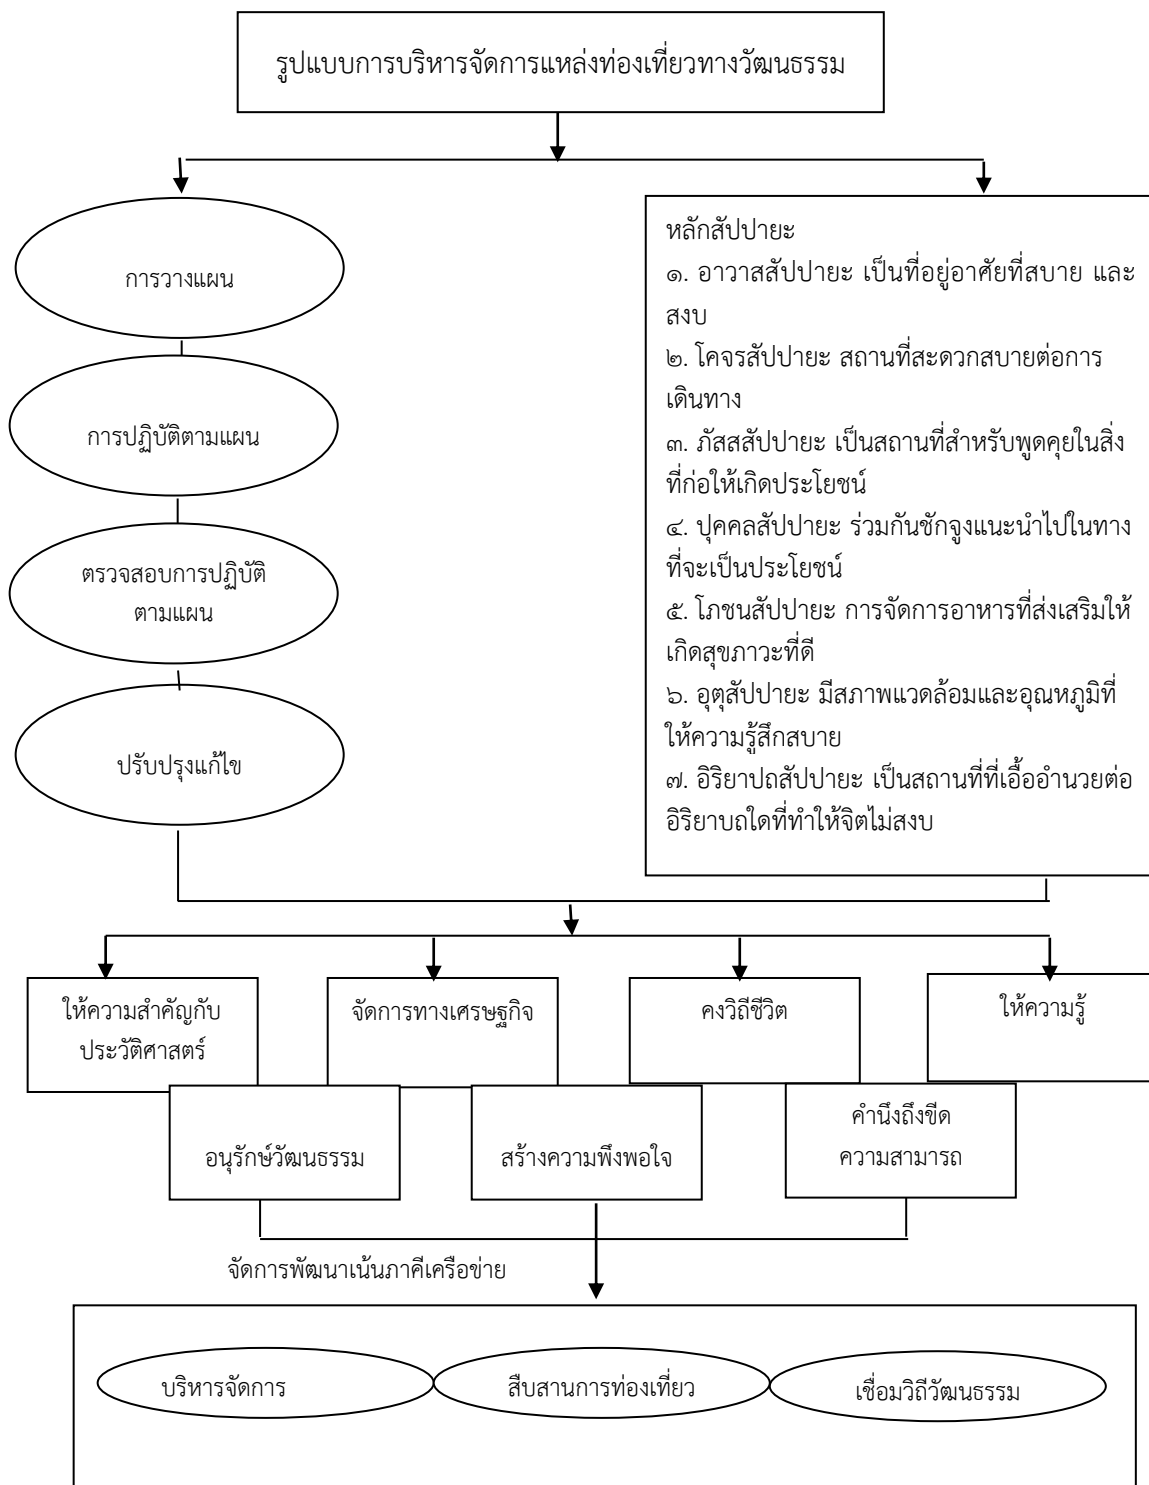 รูปแบบการบริหารจัดการแหล่งท่องเที่ยวทางวัฒนธรรม
การวางแผน
การปฏิบัติตามแผน
ตรวจสอบการปฏิบัติ
ตามแผน
ปรับปรุงแก้ไข
หลักสัปปายะ
๑. อาวาสสัปปายะ เป็นที่อยู่อาศัยที่สบาย และ
สงบ
๒. โคจรสัปปายะ สถานที่สะดวกสบายต่อการ
เดินทาง
๓. ภัสสสัปปายะ เป็นสถานที่สำหรับพูดคุยในสิ่ง
ที่ก่อให้เกิดประโยชน์
๔. ปุคคลสัปปายะ ร่วมกันชักจูงแนะนำไปในทาง
ที่จะเป็นประโยชน์
๕. โภชนสัปปายะ การจัดการอาหารที่ส่งเสริมให้
เกิดสุขภาวะที่ดี
๖. อุตุสัปปายะ มีสภาพแวดล้อมและอุณหภูมิที่
ให้ความรู้สึกสบาย
๗. อิริยาปถสัปปายะ เป็นสถานที่ที่เอื้ออำนวยต่อ
อิริยาบถใดที่ทำให้จิตไม่สงบ
ให้ความสำคัญกับ
ประวัติศาสตร์
จัดการทางเศรษฐกิจ
คงวิถีชีวิต
ให้ความรู้
อนุรักษ์วัฒนธรรม
สร้างความพึงพอใจ
คำนึงถึงขีด
ความสามารถ
จัดการพัฒนาเน้นภาคีเครือข่าย
บริหารจัดการ
สืบสานการท่องเที่ยว
เชื่อมวิถีวัฒนธรรม